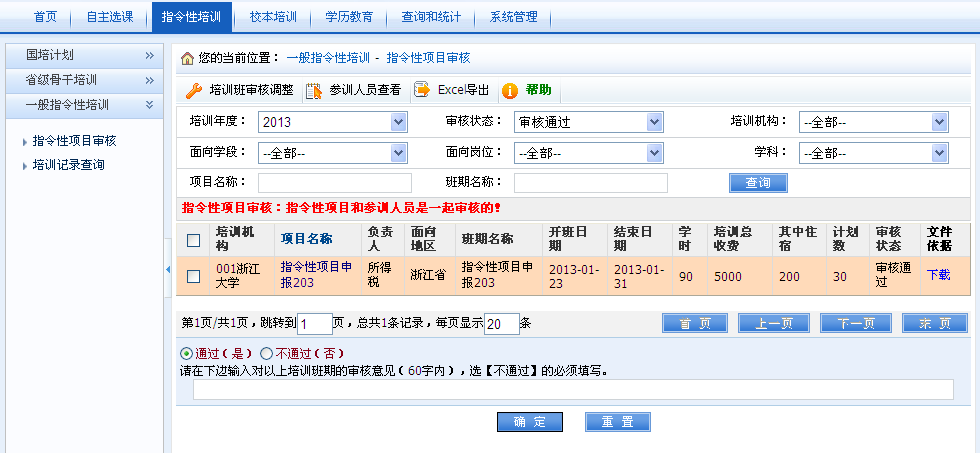 首页 自主选课 指令性培训 校本培训 学历教育 查询和统计 系统管理
国培计划
省级骨干培训
一般指令性培训
指令性项目审核
培训记录查询
您的当前位置： 一般指令性培训 - 指令性项目审核
培训班审核调整 参训人员查看 Excel导出 帮助
培训年度： 2013 审核状态： 审核通过 培训机构： --全部--
面向学段： --全部-- 面向岗位： --全部-- 学科： --全部--
项目名称： 班期名称： 查询
指令性项目审核：指令性项目和参训人员是一起审核的!
培训机构 项目名称 负责人 面向地区 班期名称 开班日期 结束日期 学时 培训总收费 其中住宿 计划数 审核状态 文件依据
001浙江大学 指令性项目申报203 所得税 浙江省 指令性项目申报203 2013-01-23 2013-01-31 90 5000 200 30 审核通过 下载
第1页/共1页，跳转到 1 页，总共1条记录，每页显示 20 条 首 页 上一页 下一页 末 页
通过（是） 不通过（否）
请在下边输入对以上培训班期的审核意见（60字内），选【不通过】的必须填写。
确 定 重 置